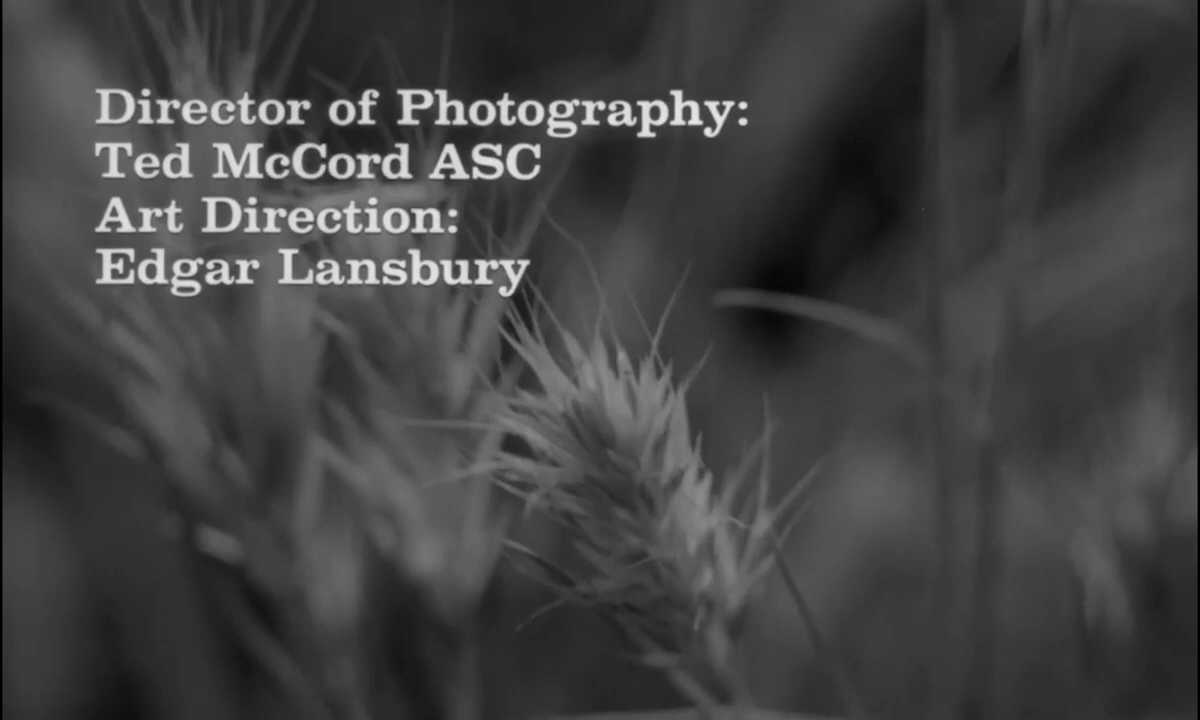 Director of Photography:
Ted McCord ASC
Art Direction:
Edgar Lansbury